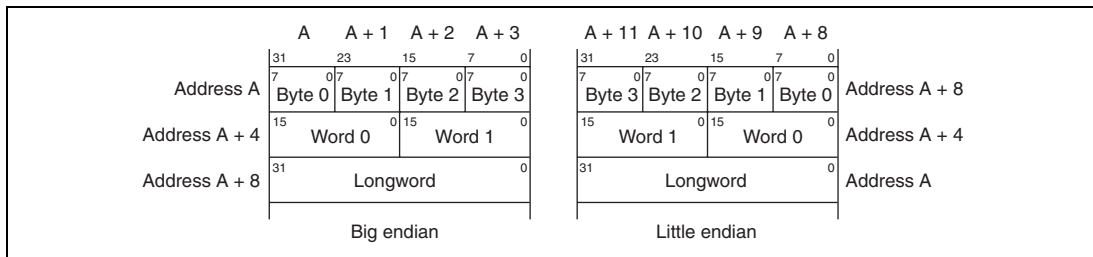 A A + 1 A + 2 A + 3 A + 11 A + 10 A + 9 A + 8
31 23 15 7 0 31 23 15 7 0
7 0 7 0 7 0 7 0 7 0 7 0 7 0 7 0
Address A Byte 0 Byte 1 Byte 2 Byte 3 Byte 3 Byte 2 Byte 1 Byte 0 Address A + 8
15 0 15 0 15 0
Address A + 4 Word 0 Word 1 Word 1 Word 0 Address A + 4
31 0 31 0
Address A + 8 Longword Longword Address A
Big endian Little endian